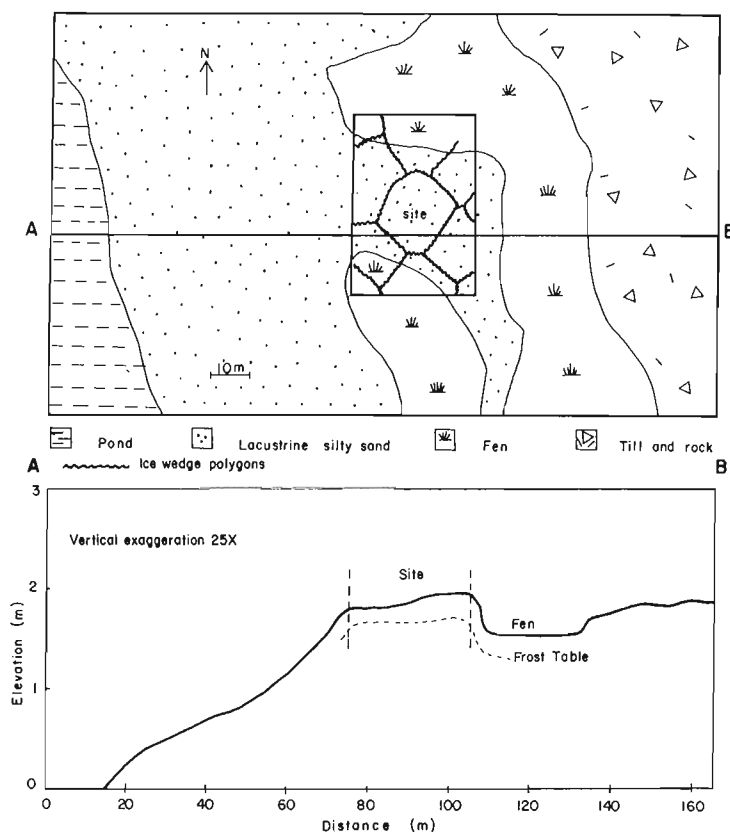 N
A
site
B
10m
Pond
Lacustrine silty sand
Fen
Till and rock
A
Ice wedge polygons
B
3
Vertical exaggeration 25X
Site
2
Fen
Frost Table
Elevation (m)
1
0
0 20 40 60 80 100 120 140 160
Distance (m)